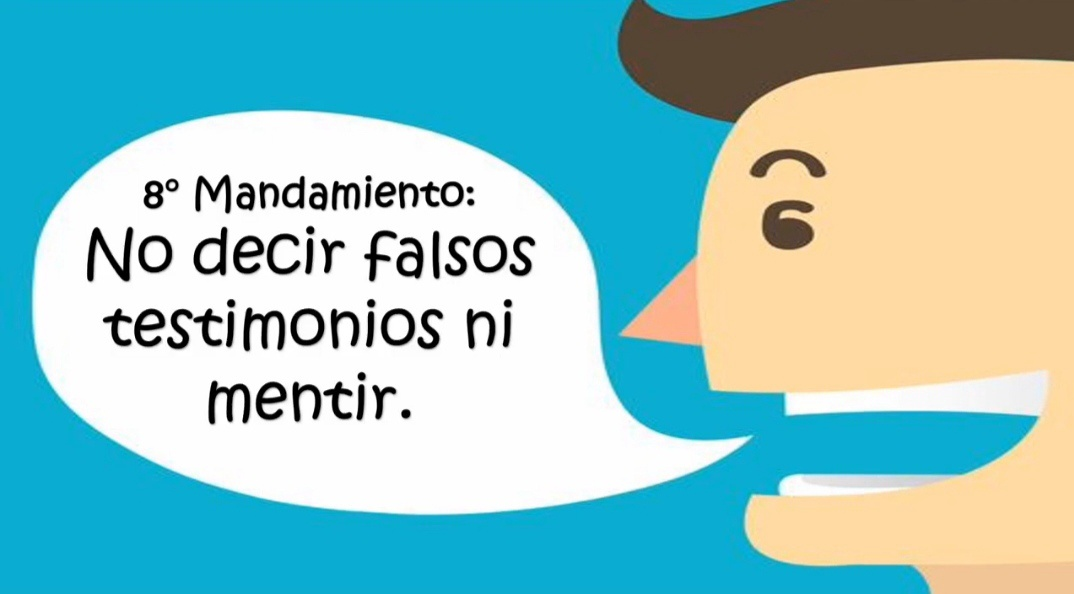 8° Mandamiento:
No decir falsos
testimonios ni
mentir.